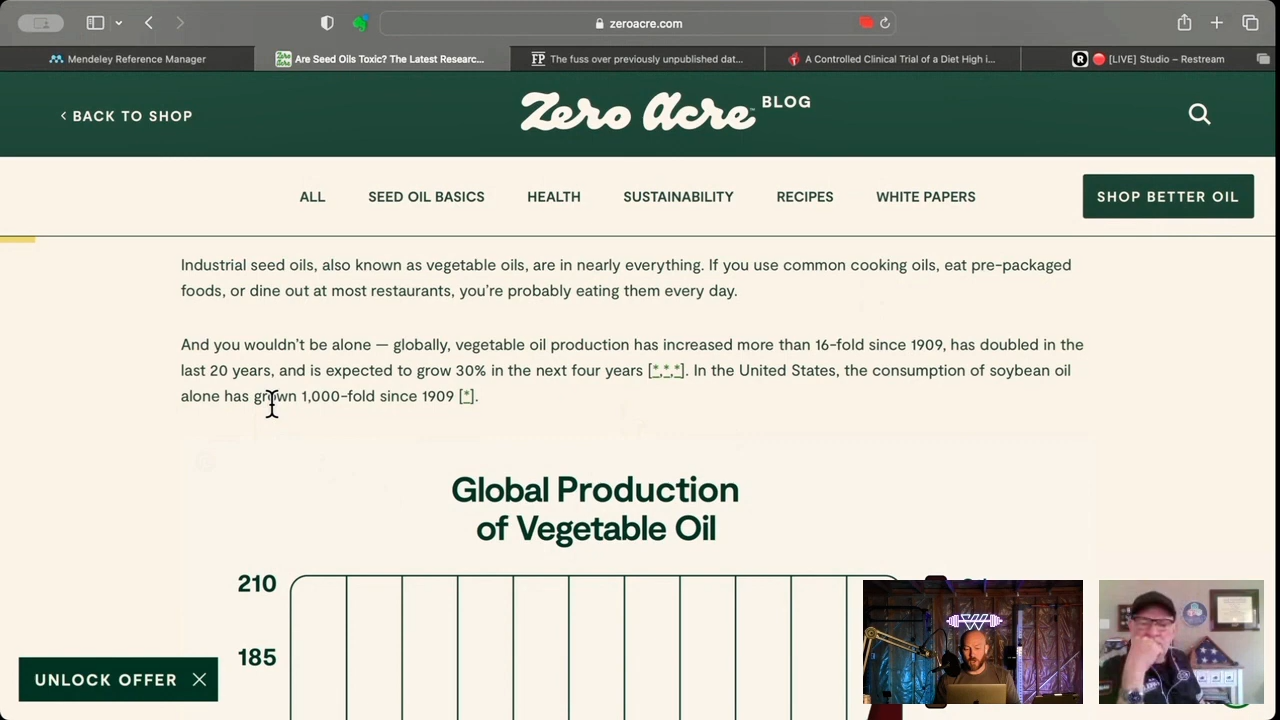 zeroacre.com
Mendeley Reference Manager
Are Seed Oils Toxic? The Latest Researc...
FP The fuss over previously unpublished dat...
A Controlled Clinical Trial of a Diet High i...
R [LIVE] Studio – Restream
BACK TO SHOP
Zero Acre BLOG
ALL
SEED OIL BASICS
HEALTH
SUSTAINABILITY
RECIPES
WHITE PAPERS
SHOP BETTER OIL
Industrial seed oils, also known as vegetable oils, are in nearly everything. If you use common cooking oils, eat pre-packaged
foods, or dine out at most restaurants, you’re probably eating them every day.
And you wouldn’t be alone — globally, vegetable oil production has increased more than 16-fold since 1909, has doubled in the
last 20 years, and is expected to grow 30% in the next four years [*,*,*]. In the United States, the consumption of soybean oil
alone has grown 1,000-fold since 1909 [*].
Global Production
of Vegetable Oil
210
185
UNLOCK OFFER